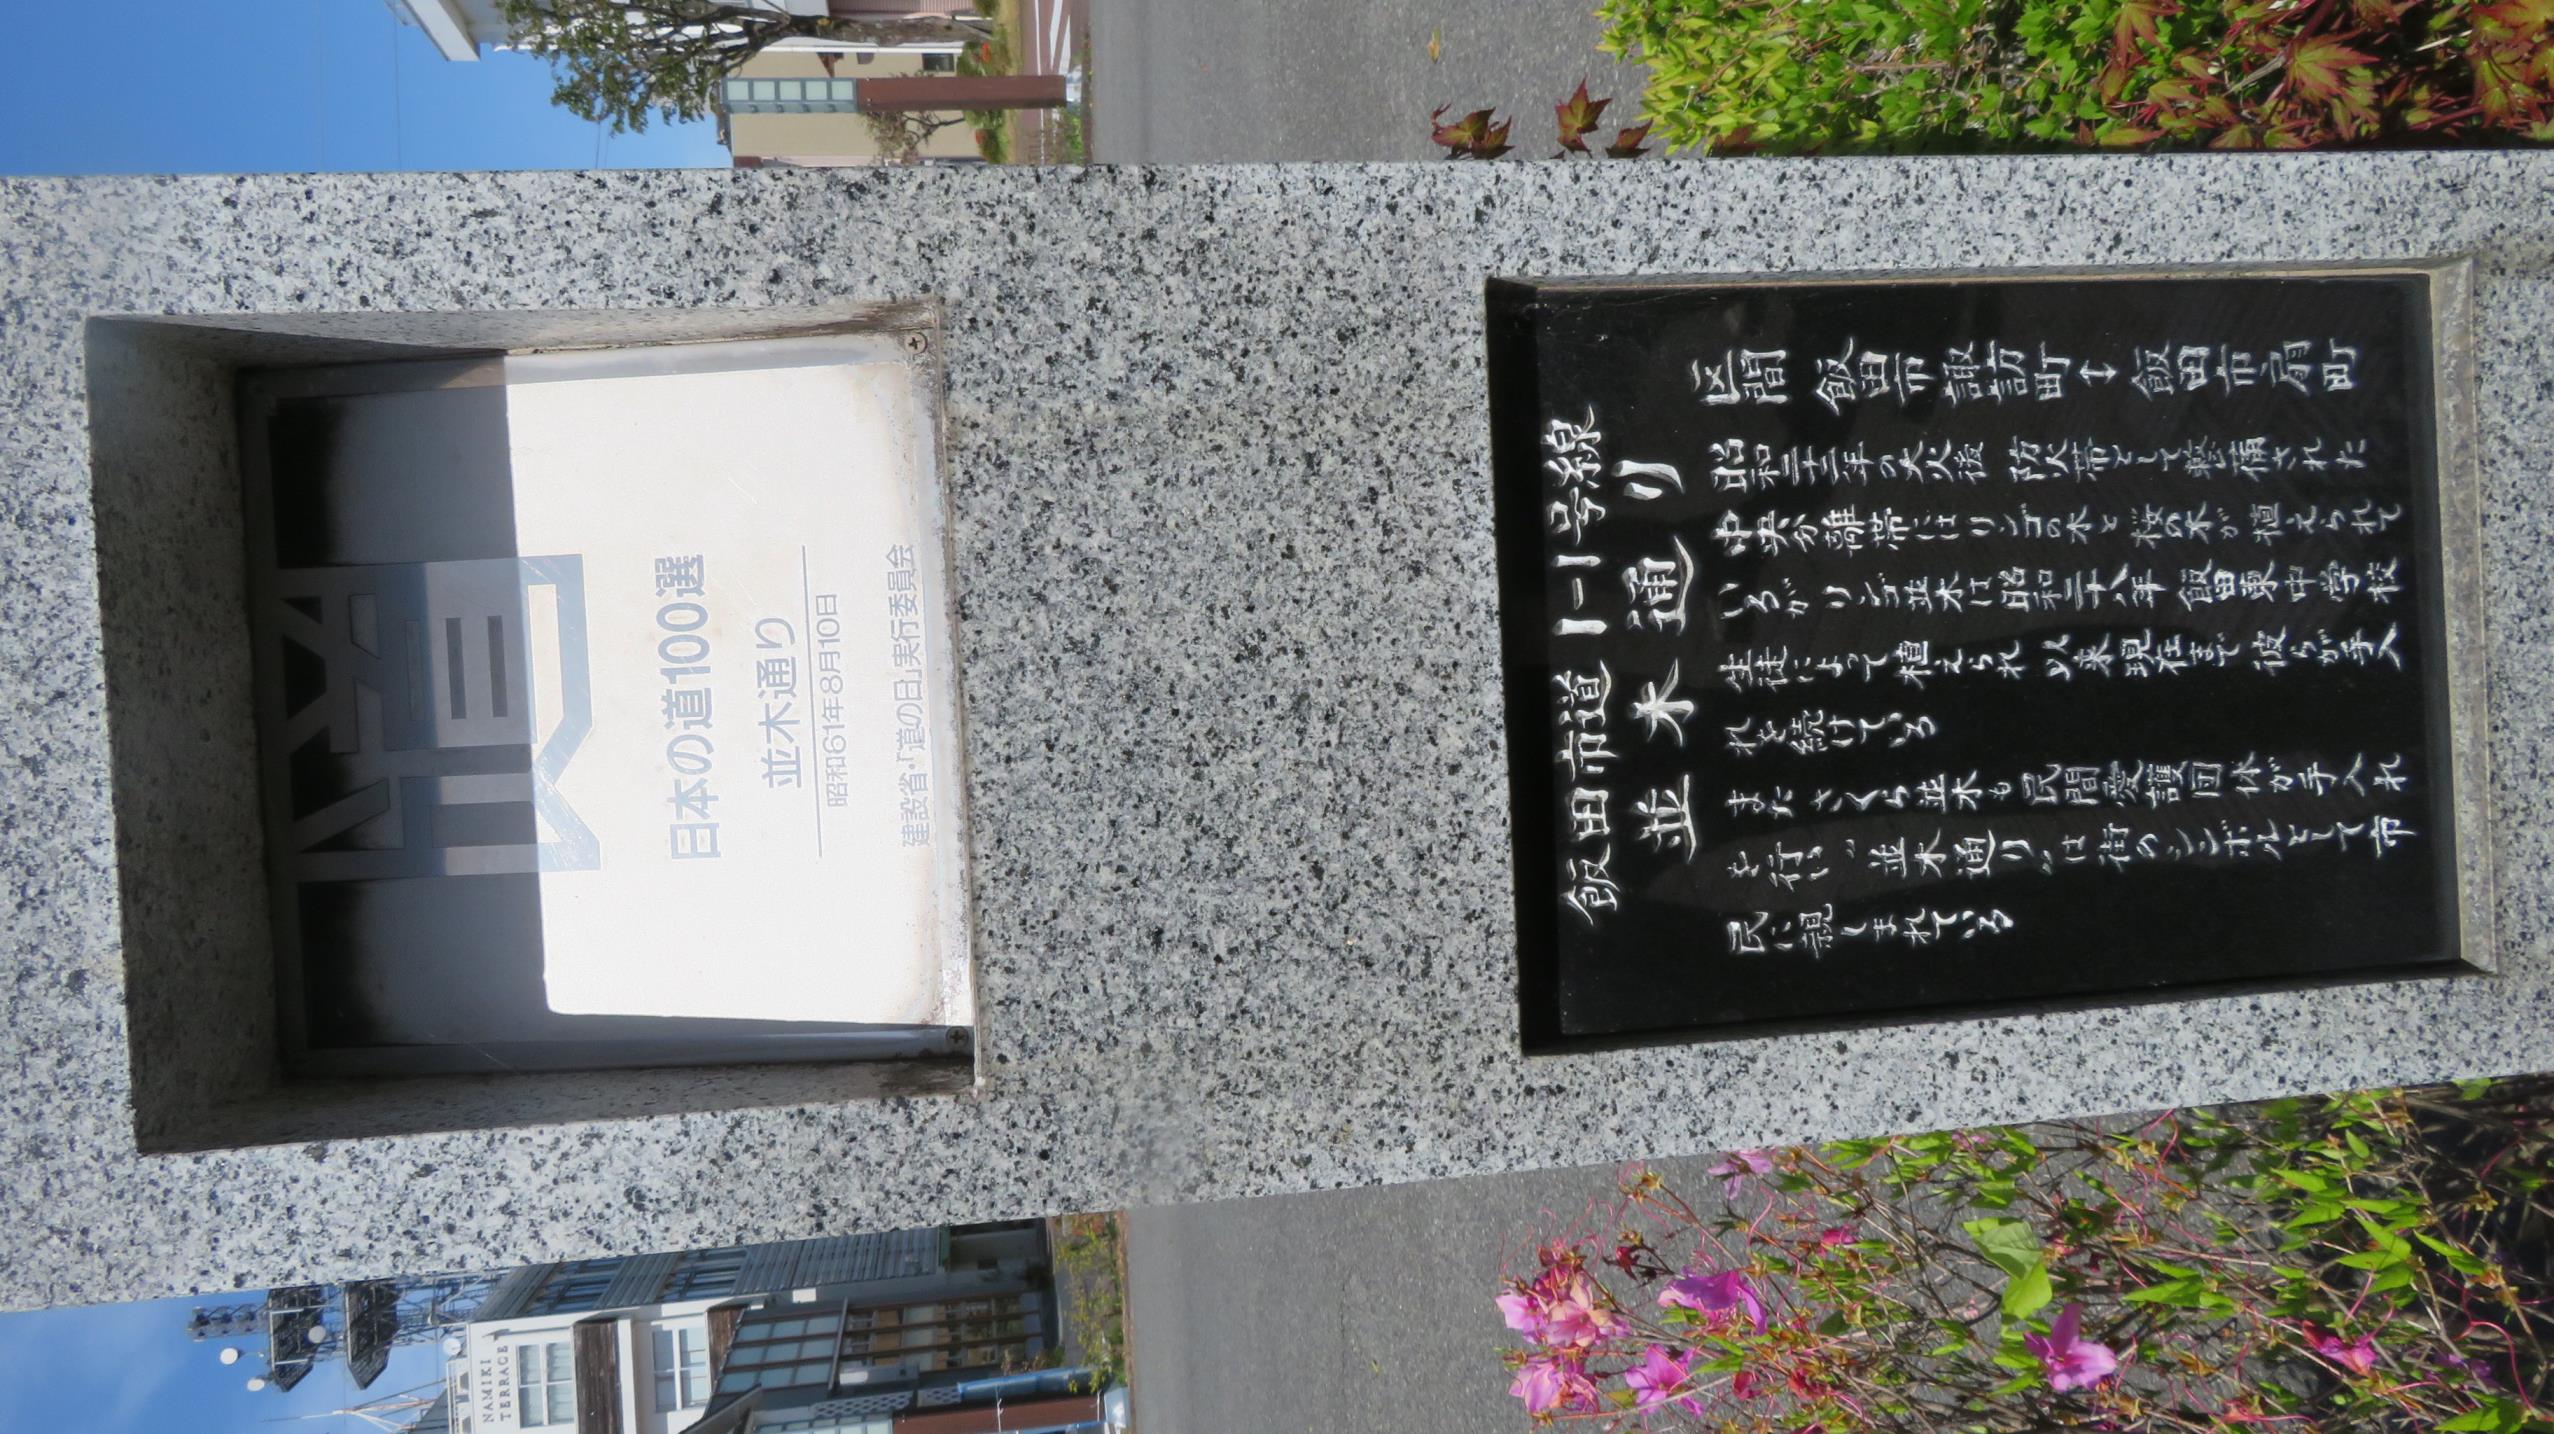 日本の道100選
並木通り
昭和61年8月10日
建設省・「道の日」実行委員会
飯田市道 1-1号線
並木通り
区間 飯田市諏訪町↔飯田市扇町
昭和二十二年の大火後 防火帯として整備された
中央分離帯にはリンゴの木と桜の木が植えられて
いるがリンゴ並木は昭和二十八年 飯田東中学校
生徒によって植えられ 以来現在まで 彼らが手入
れを続けている
また さくら並木も民間愛護団体が手入れ
を行い“並木通り”は街のシンボルとして市
民に親しまれている
NAMIKI
TERRACE